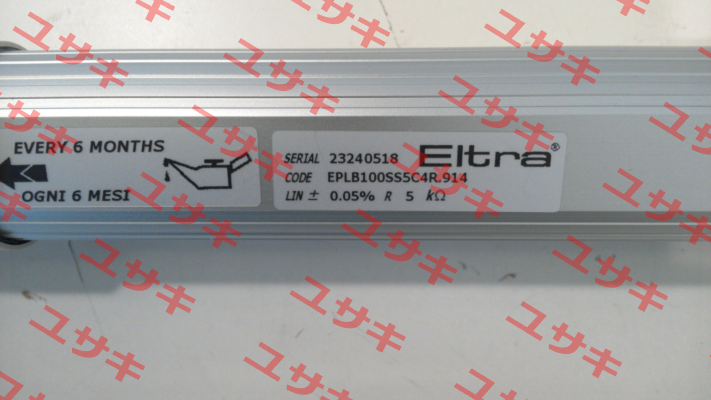 EVERY 6 MONTHS
OGNI 6 MESI
SERIAL 23240518 Eltra®
CODE EPLB100SS5C4R.914
LIN ± 0.05% R 5 kΩ
ユサキ